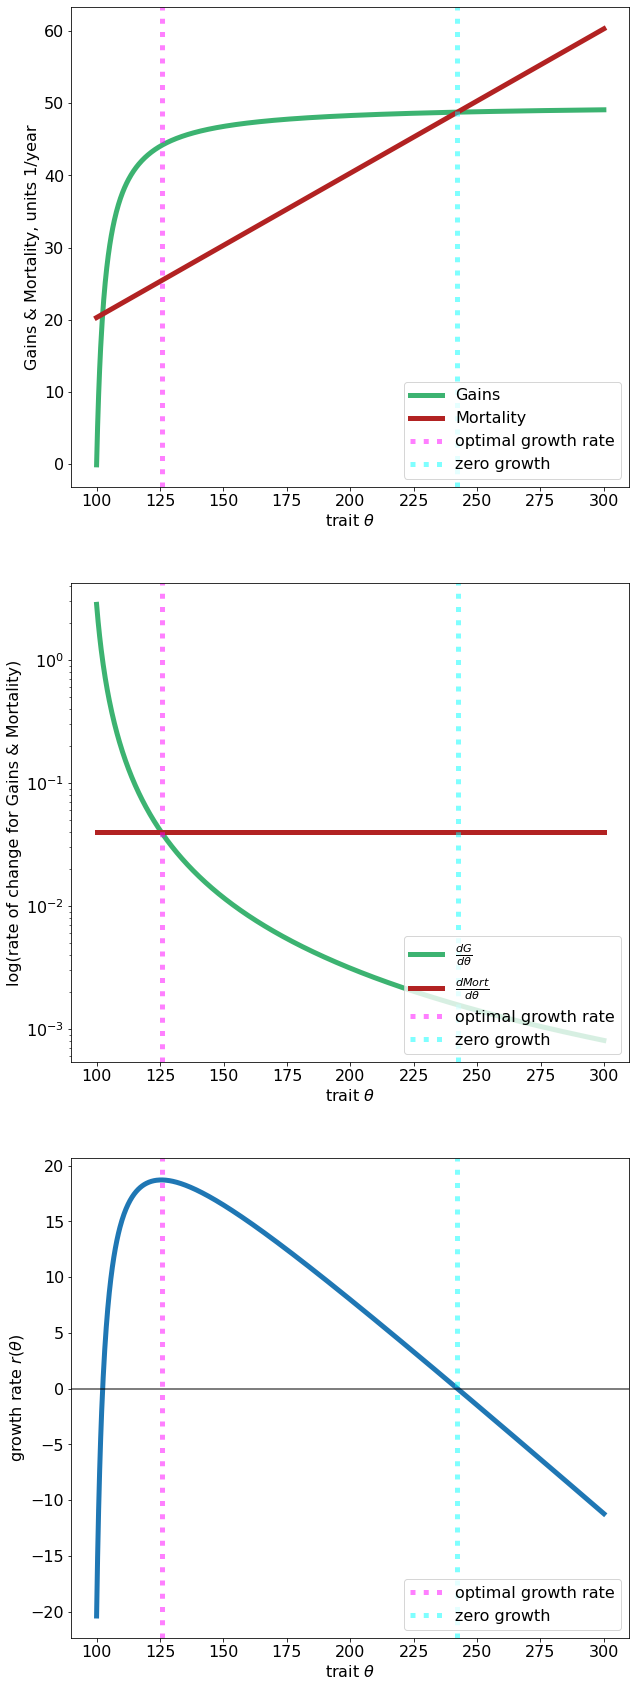 60
50
40
30
20
10
0
Gains & Mortality, units 1/year
Gains
Mortality
optimal growth rate
zero growth
100 125 150 175 200 225 250 275 300
trait θ
10⁰
10⁻¹
10⁻²
10⁻³
log(rate of change for Gains & Mortality)
dG/dθ
dMort/dθ
optimal growth rate
zero growth
100 125 150 175 200 225 250 275 300
trait θ
20
15
10
5
0
−5
−10
−15
−20
growth rate r(θ)
optimal growth rate
zero growth
100 125 150 175 200 225 250 275 300
trait θ